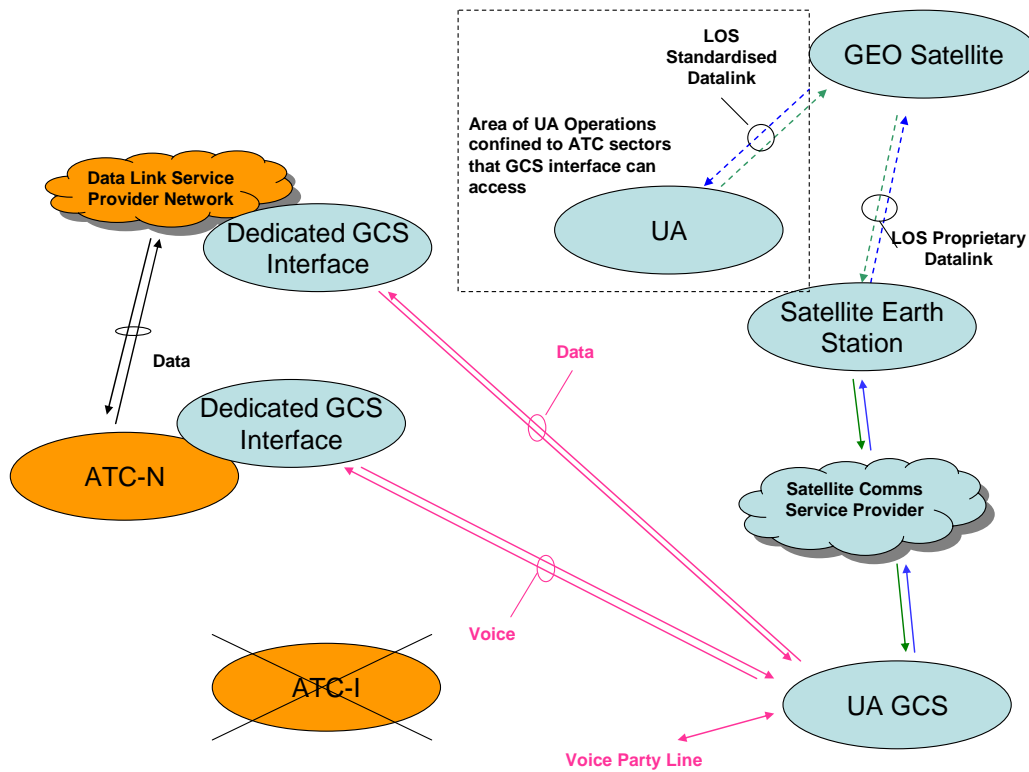 LOS
Standardised
Datalink
GEO Satellite
Area of UA Operations
confined to ATC sectors
that GCS interface can
access
Data Link Service
Provider Network
Dedicated GCS
Interface
UA
LOS Proprietary
Datalink
Satellite Earth
Station
Data
Data
Dedicated GCS
Interface
ATC-N
Satellite Comms
Service Provider
Voice
ATC-I
UA GCS
Voice Party Line